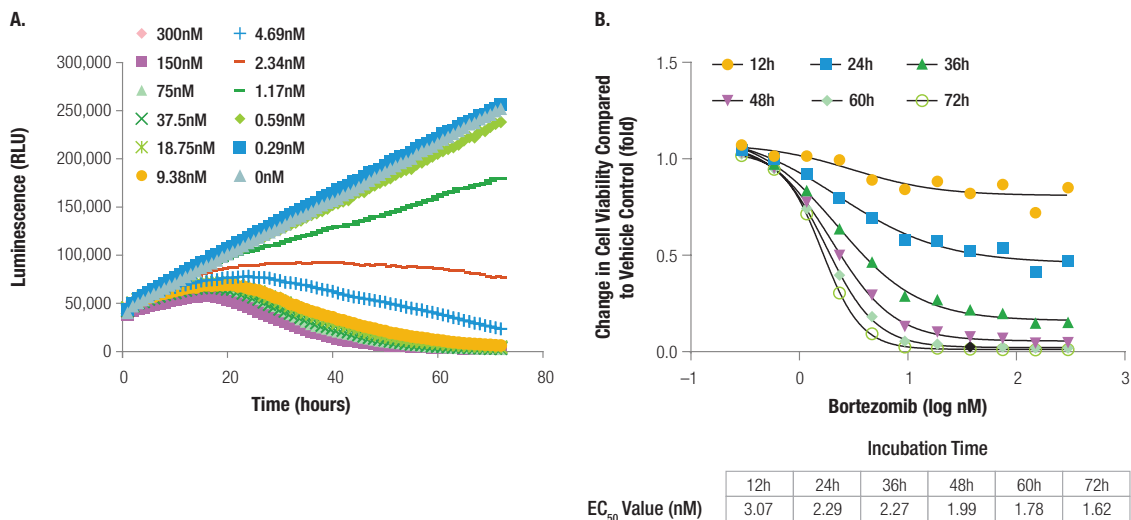 A.
300nM
150nM
75nM
37.5nM
18.75nM
9.38nM
4.69nM
2.34nM
1.17nM
0.59nM
0.29nM
0nM
300,000
250,000
200,000
150,000
100,000
50,000
0
Luminescence (RLU)
0 20 40 60 80
Time (hours)
B.
12h 24h 36h
48h 60h 72h
1.5
1.0
0.5
0.0
Change in Cell Viability Compared
to Vehicle Control (fold)
−1 0 1 2 3
Bortezomib (log nM)
Incubation Time
12h 24h 36h 48h 60h 72h
EC50 Value (nM) 3.07 2.29 2.27 1.99 1.78 1.62